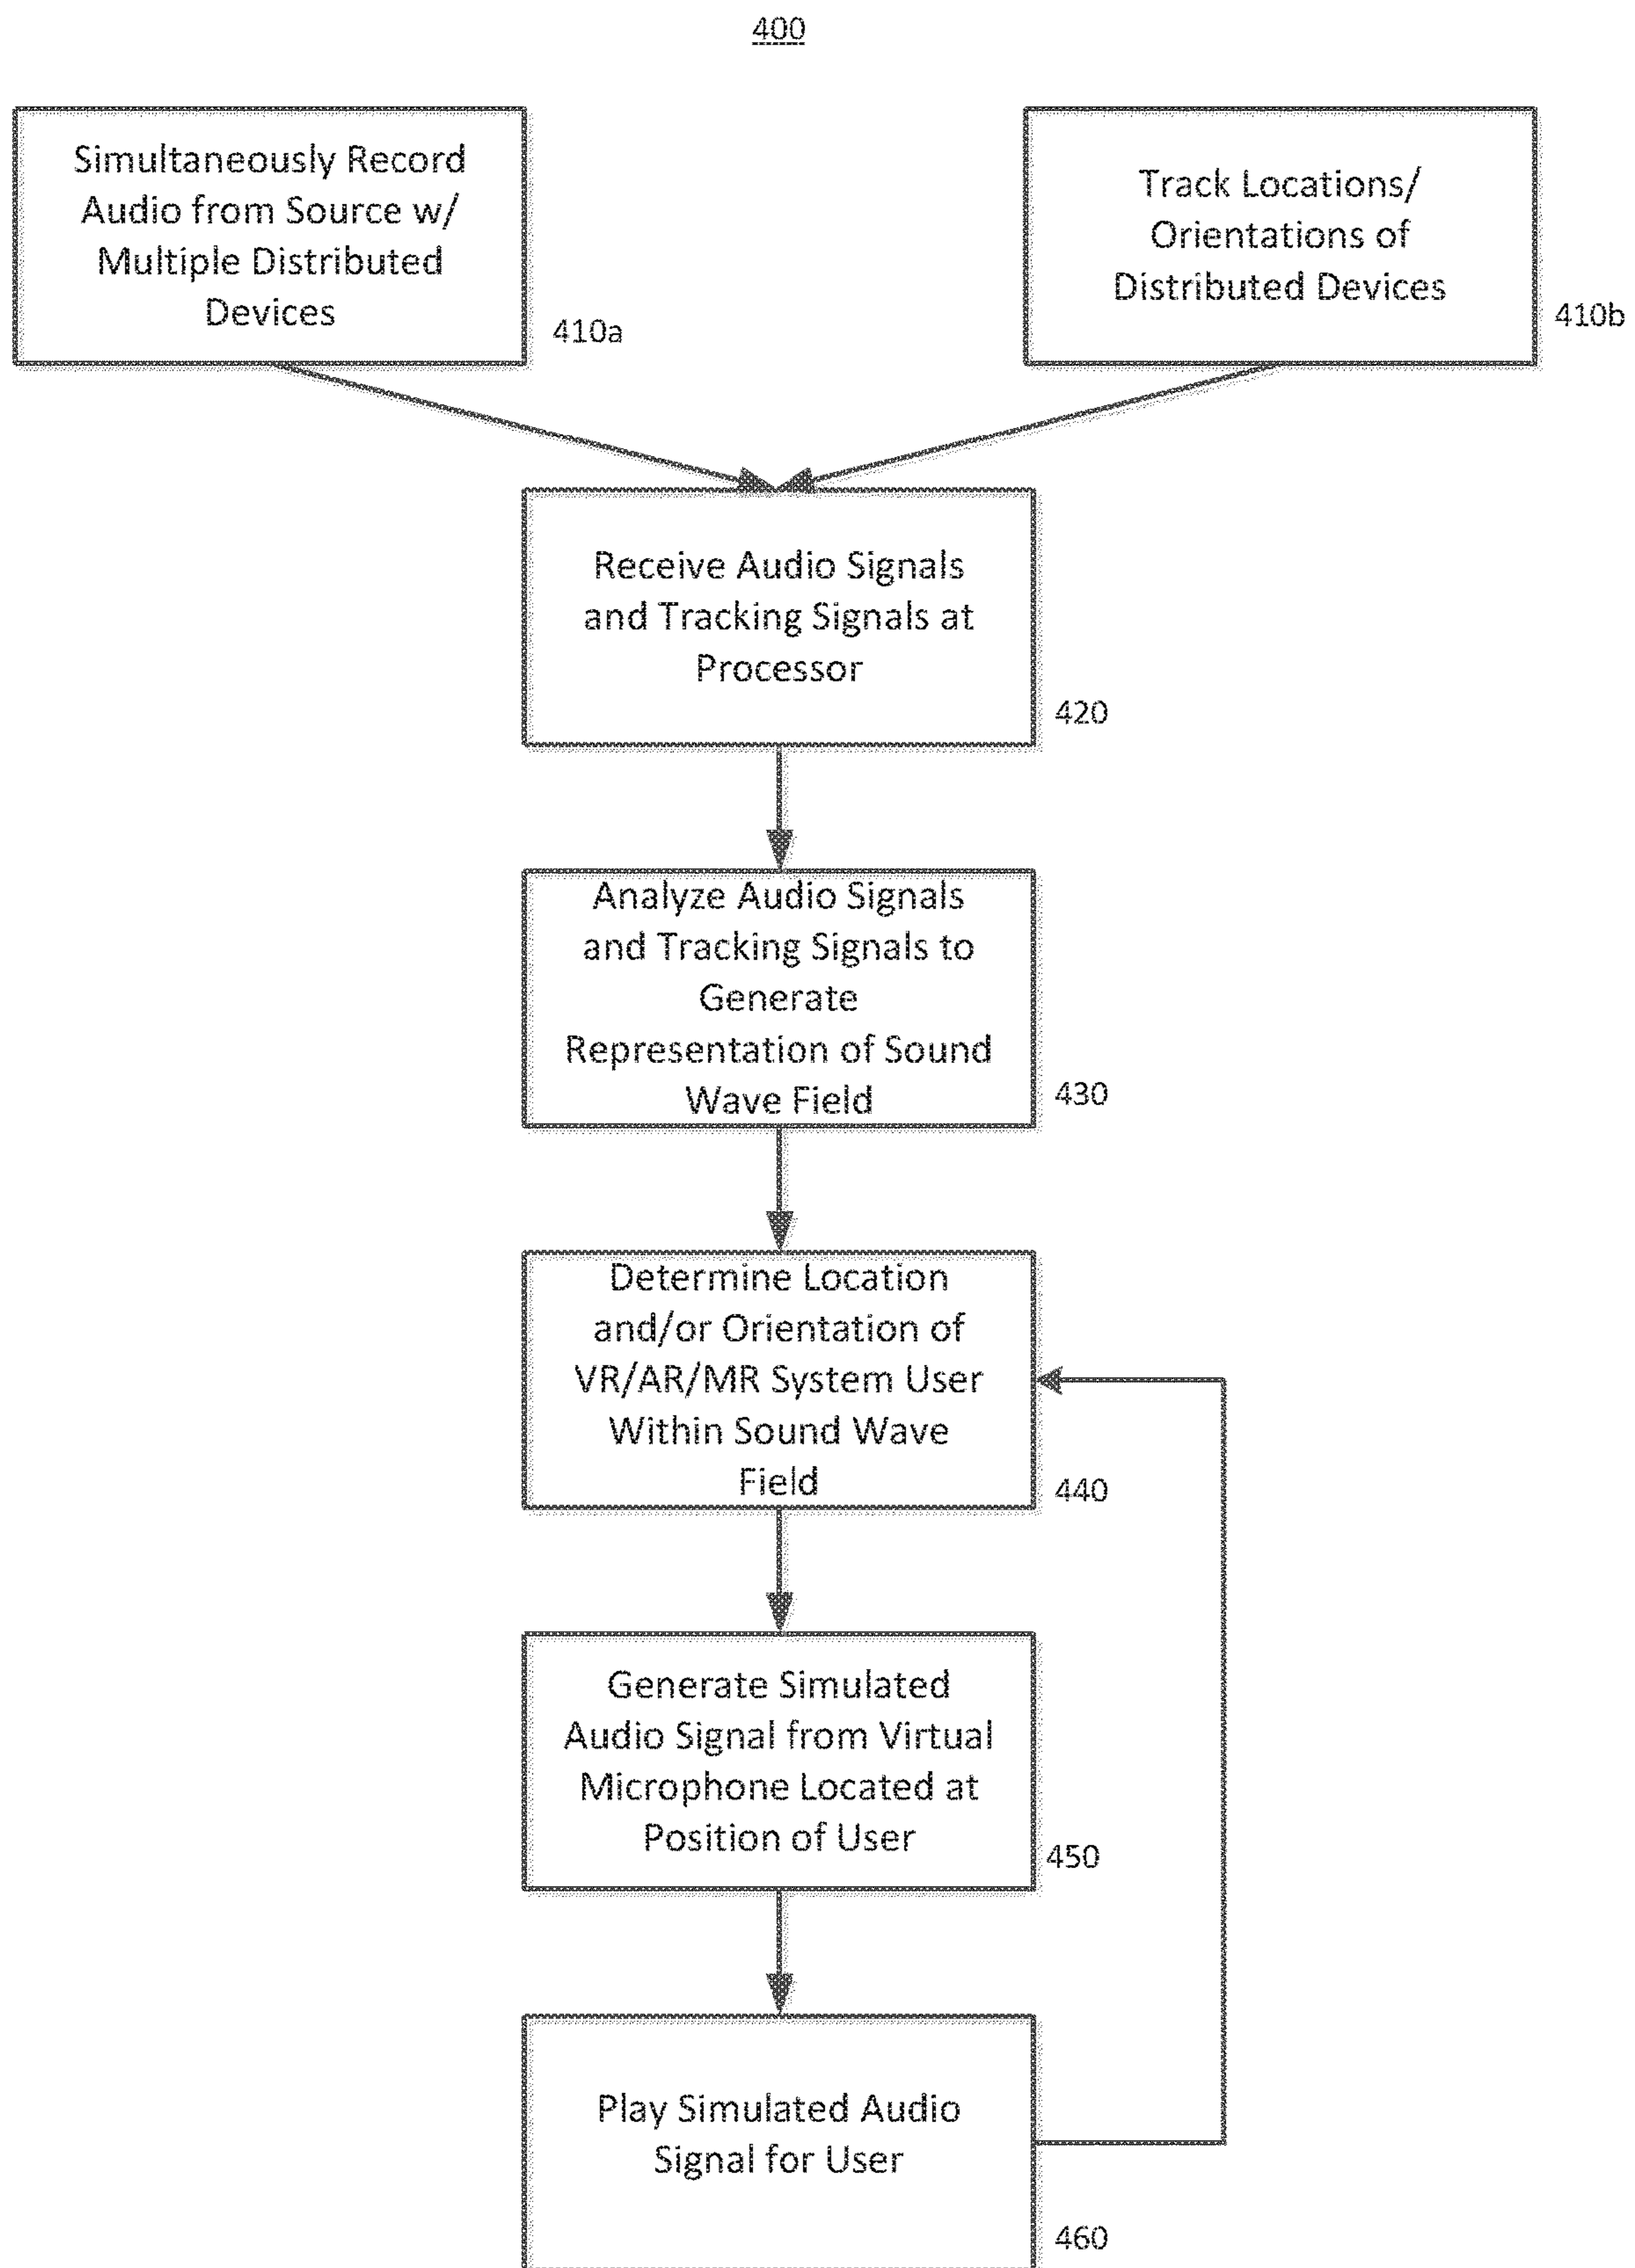 400
Simultaneously Record
Audio from Source w/
Multiple Distributed
Devices
410a
Track Locations/
Orientations of
Distributed Devices
410b
Receive Audio Signals
and Tracking Signals at
Processor
420
Analyze Audio Signals
and Tracking Signals to
Generate
Representation of Sound
Wave Field
430
Determine Location
and/or Orientation of
VR/AR/MR System User
Within Sound Wave
Field
440
Generate Simulated
Audio Signal from Virtual
Microphone Located at
Position of User
450
Play Simulated Audio
Signal for User
460